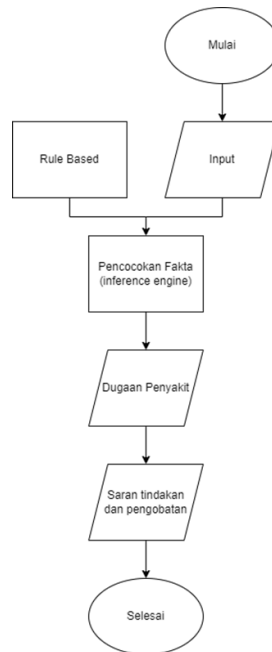 Mulai
Rule Based
Input
Pencocokan Fakta
(inference engine)
Dugaan Penyakit
Saran tindakan
dan pengobatan
Selesai